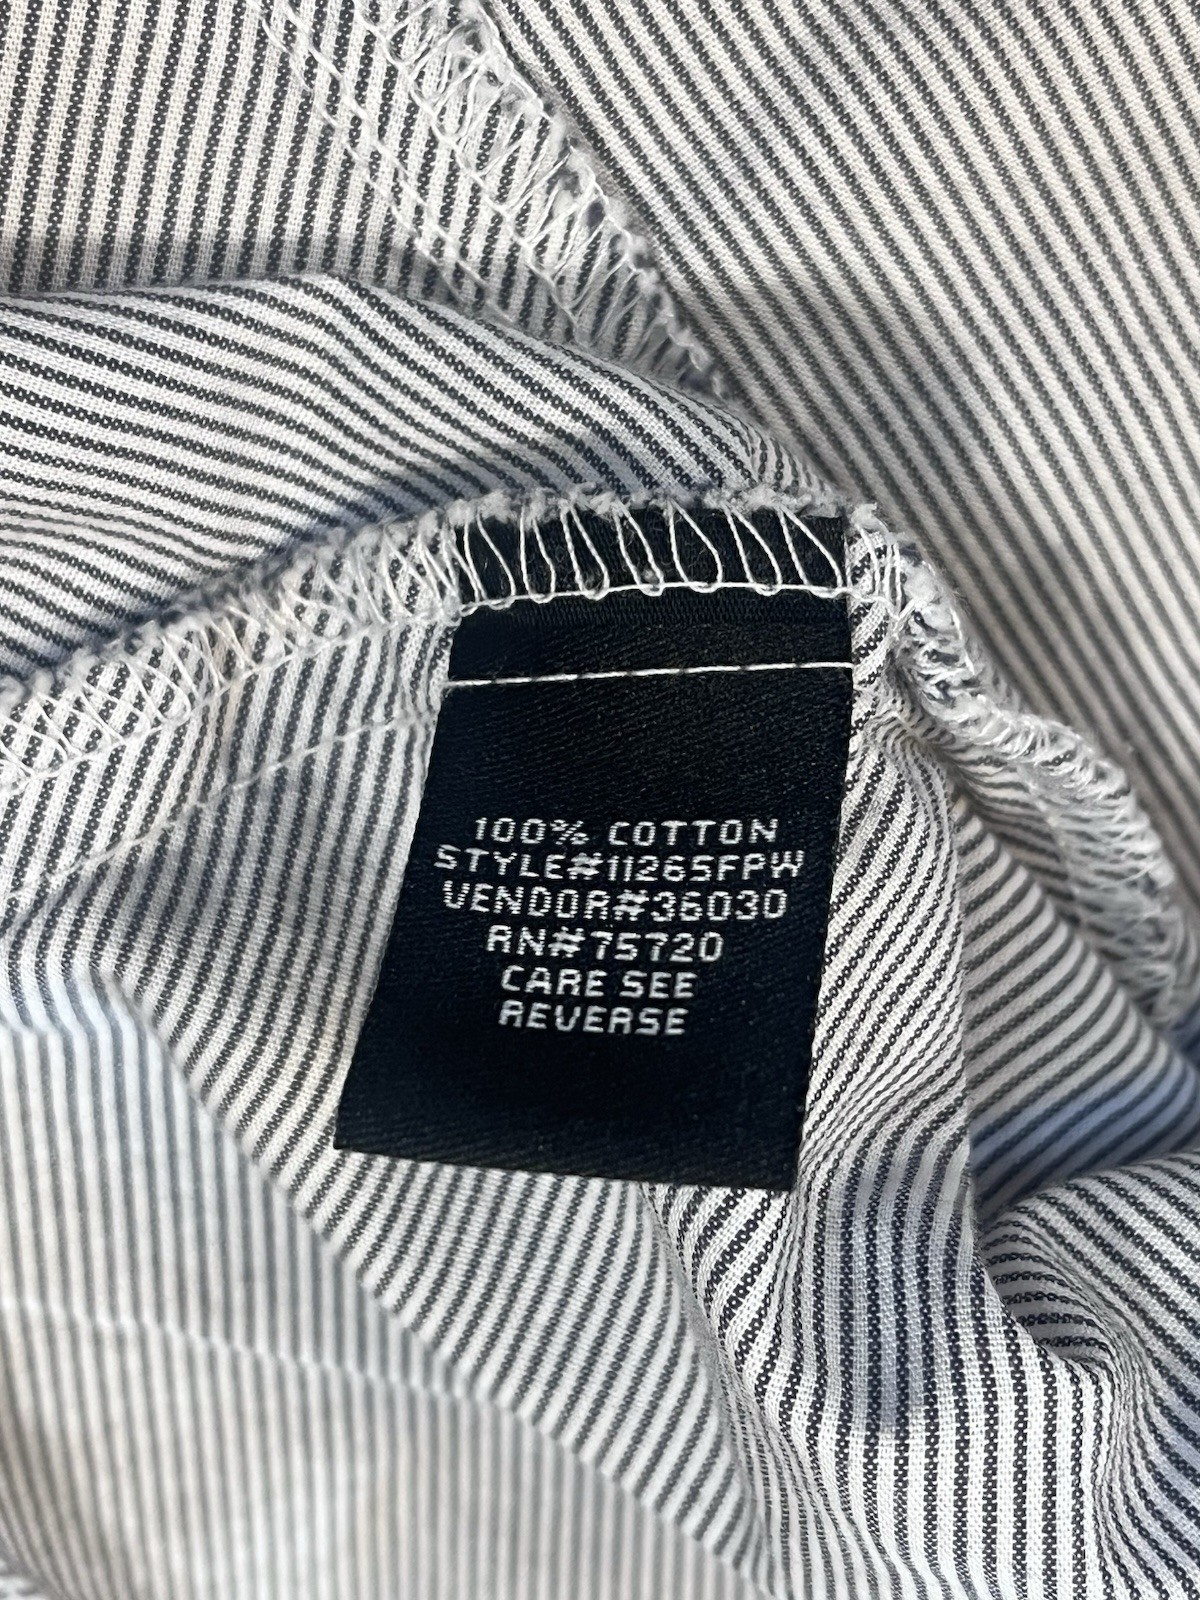 100% COTTON
STYLE#11265FPW
VENDOR#36030
RN#75720
CARE SEE
REVERSE